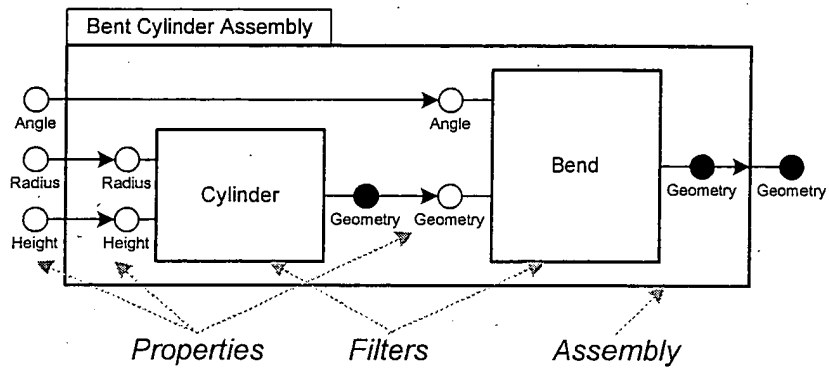 Bent Cylinder Assembly
Angle
Angle
Radius
Radius
Cylinder
Bend
Geometry
Geometry
Geometry
Geometry
Height
Height
Properties
Filters
Assembly